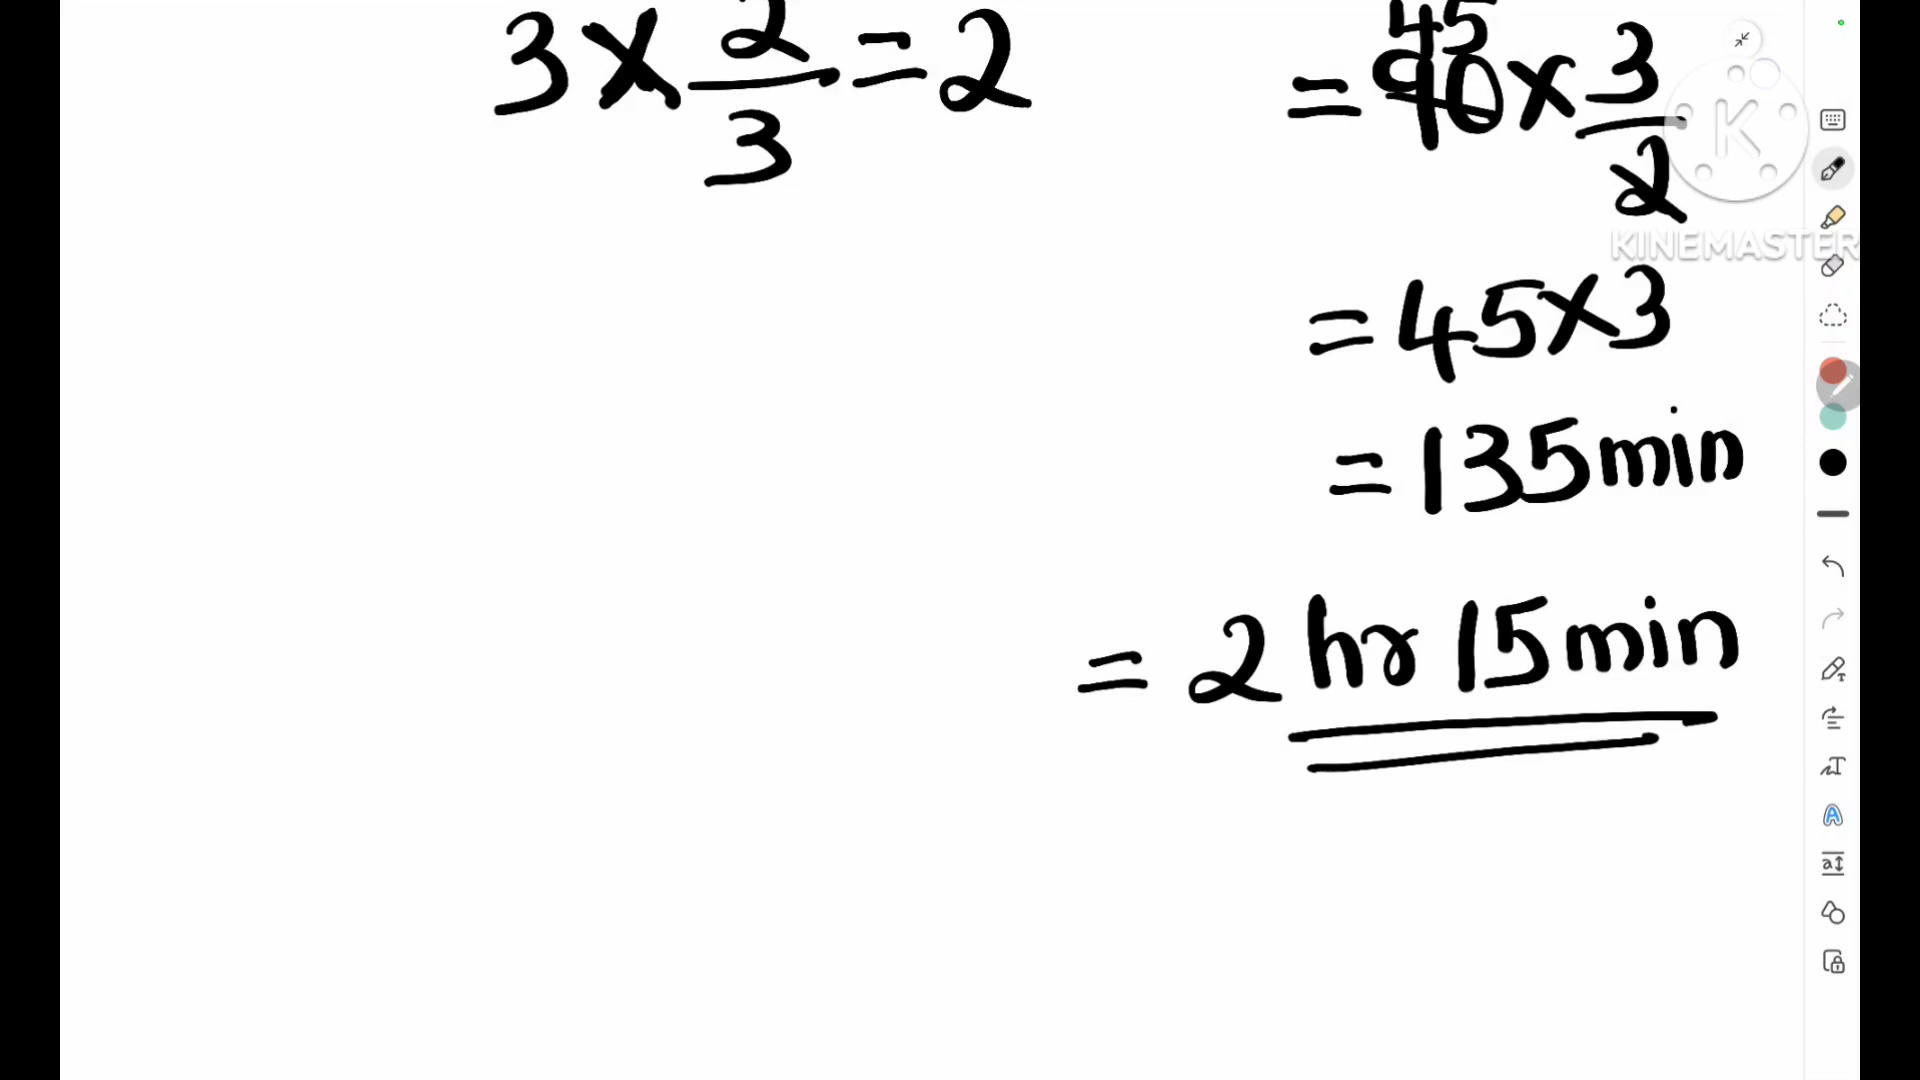 3 × 2/3 = 2
45
= 90 × 3/2
= 45 × 3
= 135 min
= 2 hr 15 min
K
KINEMASTER